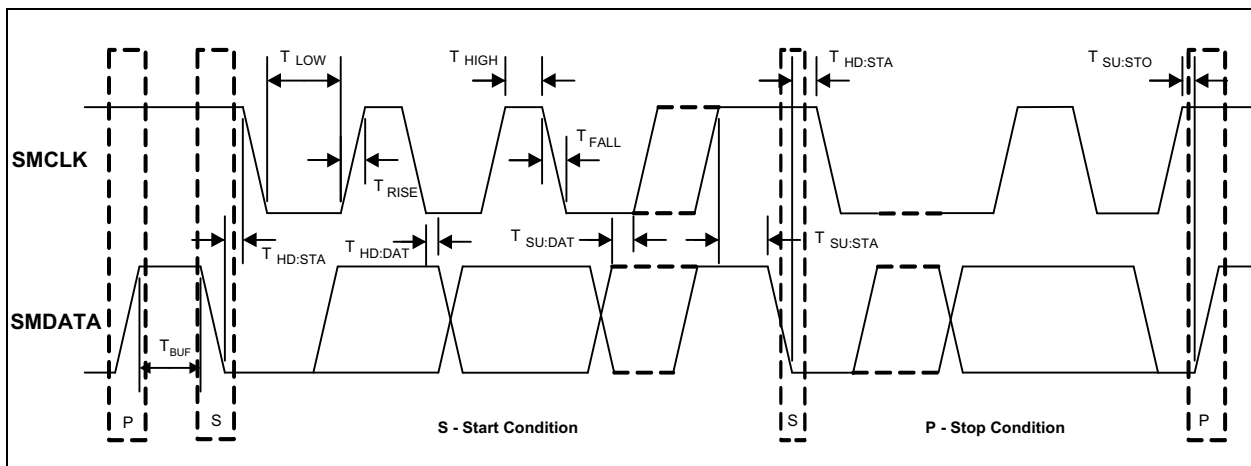 T LOW
T HIGH
T HD:STA
T SU:STO
SMCLK
T FALL
T RISE
T HD:STA
T HD:DAT
T SU:DAT
T SU:STA
SMDATA
T BUF
P
S
S - Start Condition
S
P - Stop Condition
P